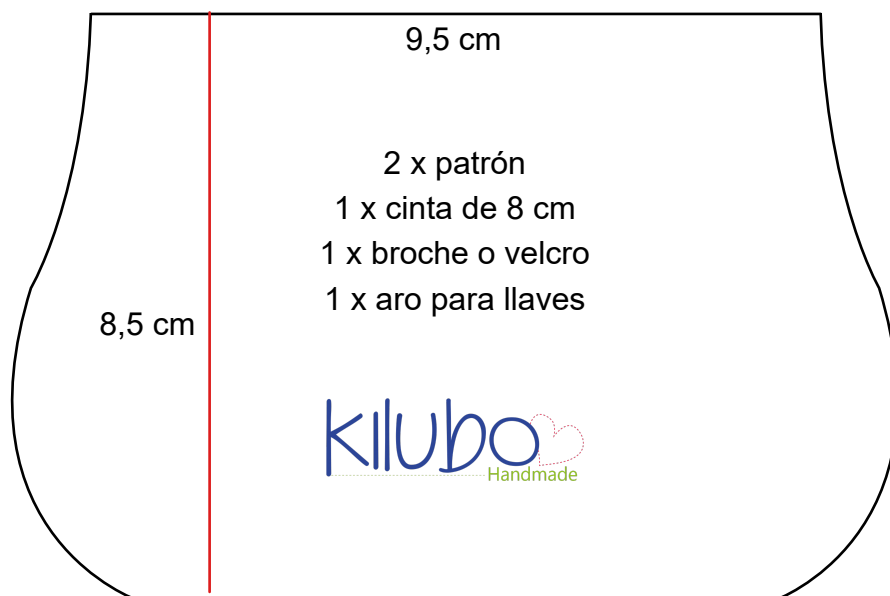 9,5 cm
2 x patrón
1 x cinta de 8 cm
1 x broche o velcro
1 x aro para llaves
8,5 cm
kilubo
Handmade